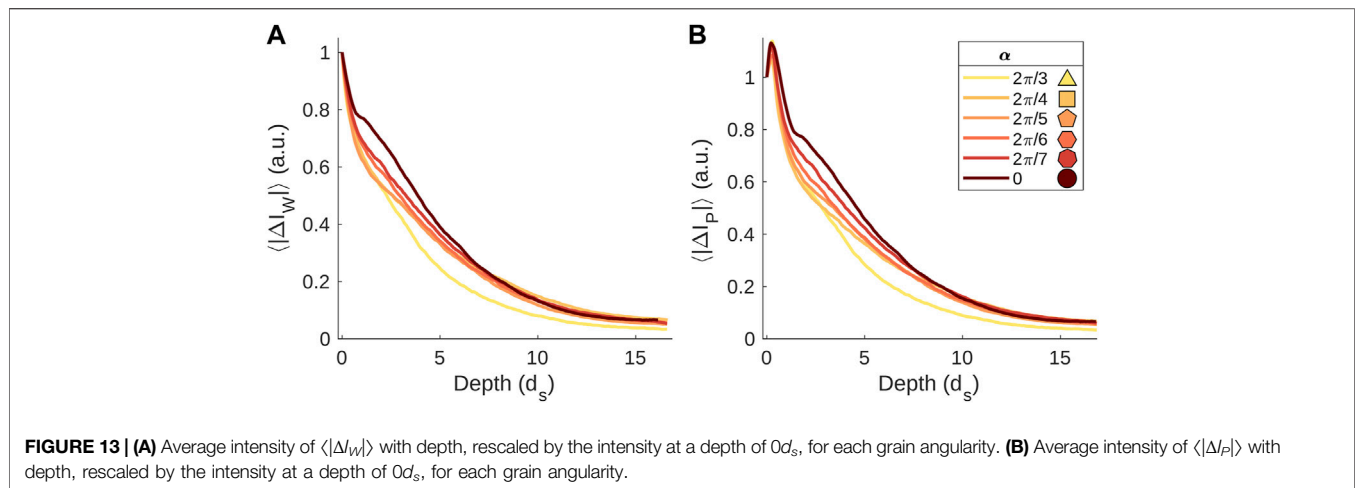 A
B
1
0.8
0.6
0.4
0.2
0
0
5
10
15
⟨|ΔI_W|⟩ (a.u.)
Depth (d_s)
1
0.8
0.6
0.4
0.2
0
0
5
10
15
⟨|ΔI_P|⟩ (a.u.)
Depth (d_s)
α
2π/3
2π/4
2π/5
2π/6
2π/7
0
FIGURE 13 | (A) Average intensity of ⟨|ΔI_W|⟩ with depth, rescaled by the intensity at a depth of 0d_s, for each grain angularity. (B) Average intensity of ⟨|ΔI_P|⟩ with
depth, rescaled by the intensity at a depth of 0d_s, for each grain angularity.